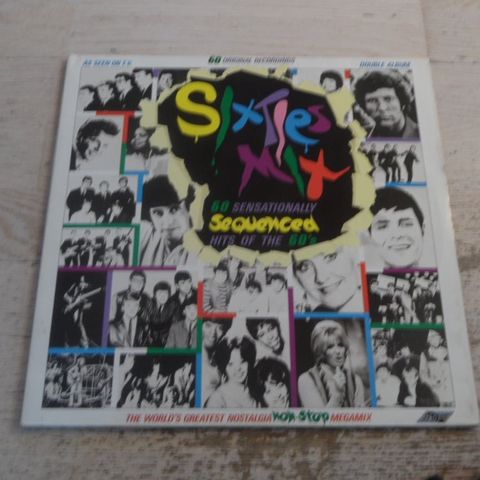 AS SEEN ON T.V.
60 ORIGINAL RECORDINGS
DOUBLE ALBUM
Sixties
Mix
60 SENSATIONALLY
Sequenced
HITS OF THE 60's
THE WORLD'S GREATEST NOSTALGIA NON-STOP MEGAMIX